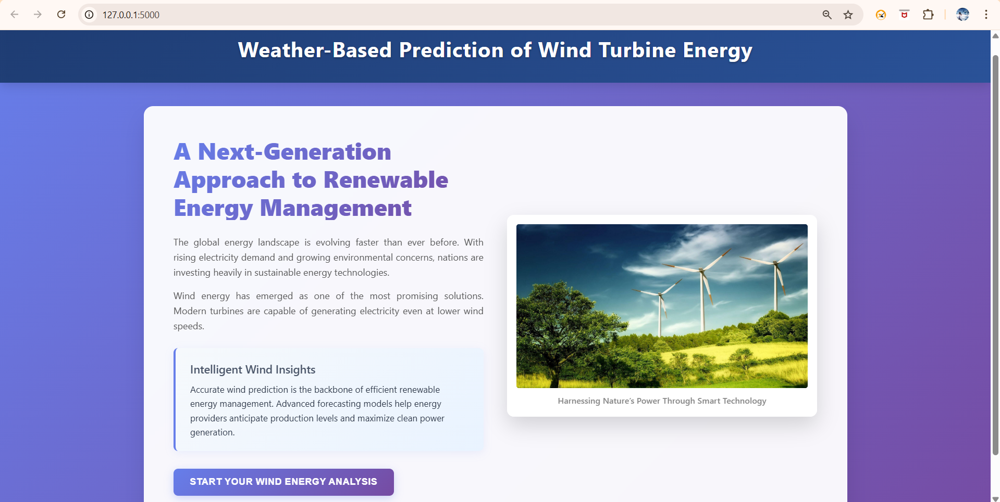 127.0.0.1:5000
Weather-Based Prediction of Wind Turbine Energy
A Next-Generation
Approach to Renewable
Energy Management
The global energy landscape is evolving faster than ever before. With
rising electricity demand and growing environmental concerns, nations are
investing heavily in sustainable energy technologies.
Wind energy has emerged as one of the most promising solutions.
Modern turbines are capable of generating electricity even at lower wind
speeds.
Intelligent Wind Insights
Accurate wind prediction is the backbone of efficient renewable
energy management. Advanced forecasting models help energy
providers anticipate production levels and maximize clean power
generation.
START YOUR WIND ENERGY ANALYSIS
Harnessing Nature's Power Through Smart Technology